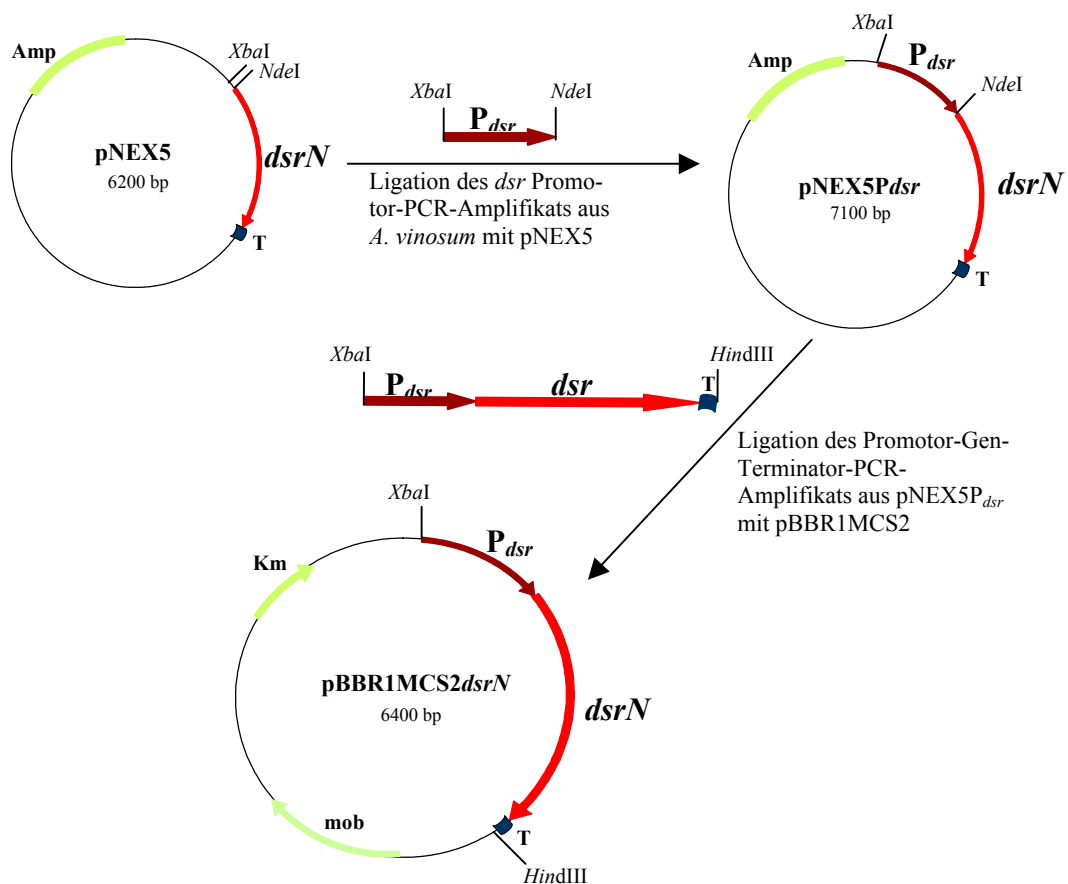 Amp
XbaI
NdeI
pNEX5
6200 bp
dsrN
T
XbaI
NdeI
Pdsr
Ligation des dsr Promo-
tor-PCR-Amplifikats aus
A. vinosum mit pNEX5
XbaI
Amp
Pdsr
NdeI
pNEX5Pdsr
7100 bp
dsrN
T
XbaI
HindIII
Pdsr
dsr
T
Ligation des Promotor-Gen-
Terminator-PCR-
Amplifikats aus pNEX5Pdsr
mit pBBR1MCS2
XbaI
Pdsr
Km
pBBR1MCS2dsrN
6400 bp
dsrN
mob
T
HindIII